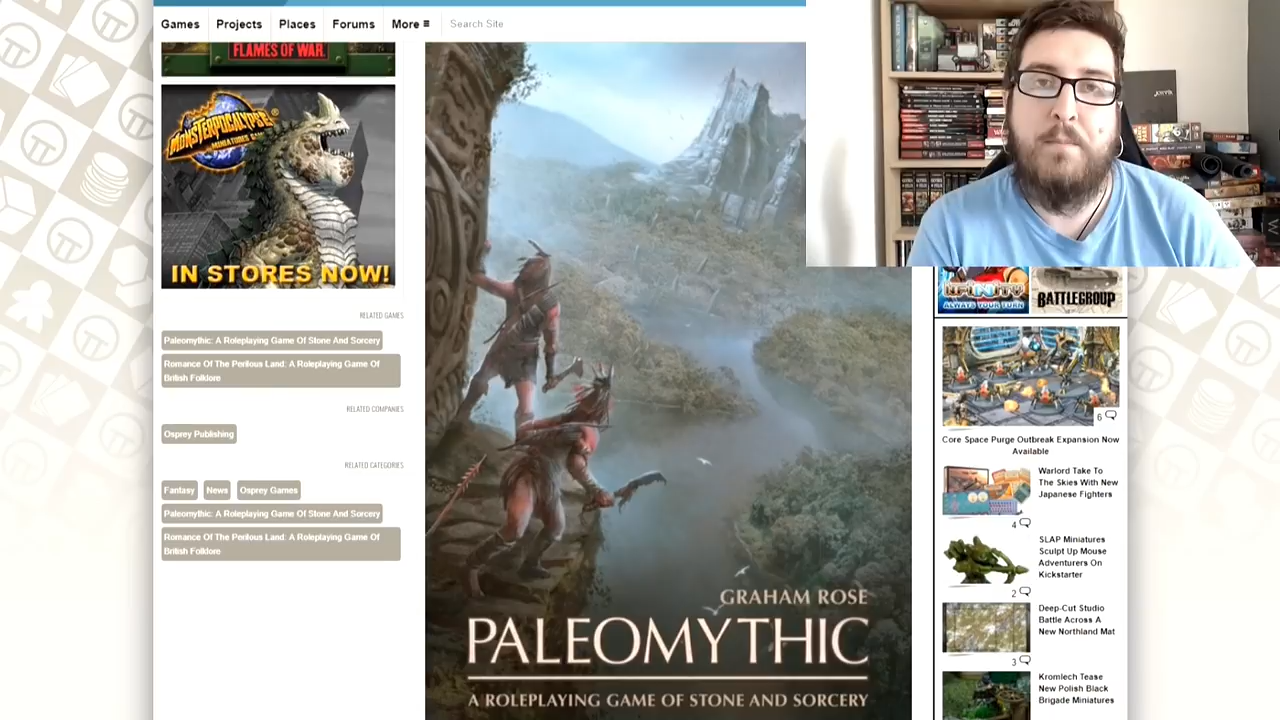 Games
Projects
Places
Forums
More ≡
Search Site
FLAMES OF WAR.
MONSTERPOCALYPSE
MINIATURES GAME
IN STORES NOW!
RELATED GAMES
Paleomythic: A Roleplaying Game Of Stone And Sorcery
Romance Of The Perilous Land: A Roleplaying Game Of
British Folklore
RELATED COMPANIES
Osprey Publishing
RELATED CATEGORIES
Fantasy
News
Osprey Games
Paleomythic: A Roleplaying Game Of Stone And Sorcery
Romance Of The Perilous Land: A Roleplaying Game Of
British Folklore
GRAHAM ROSE
PALEOMYTHIC
A ROLEPLAYING GAME OF STONE AND SORCERY
INFINITY
ALWAYS YOUR TURN
BATTLEGROUP
6
Core Space Purge Outbreak Expansion Now
Available
Warlord Take To
The Skies With New
Japanese Fighters
4
SLAP Miniatures
Sculpt Up Mouse
Adventurers On
Kickstarter
2
Deep-Cut Studio
Battle Across A
New Northland Mat
3
Kromlech Tease
New Polish Black
Brigade Miniatures